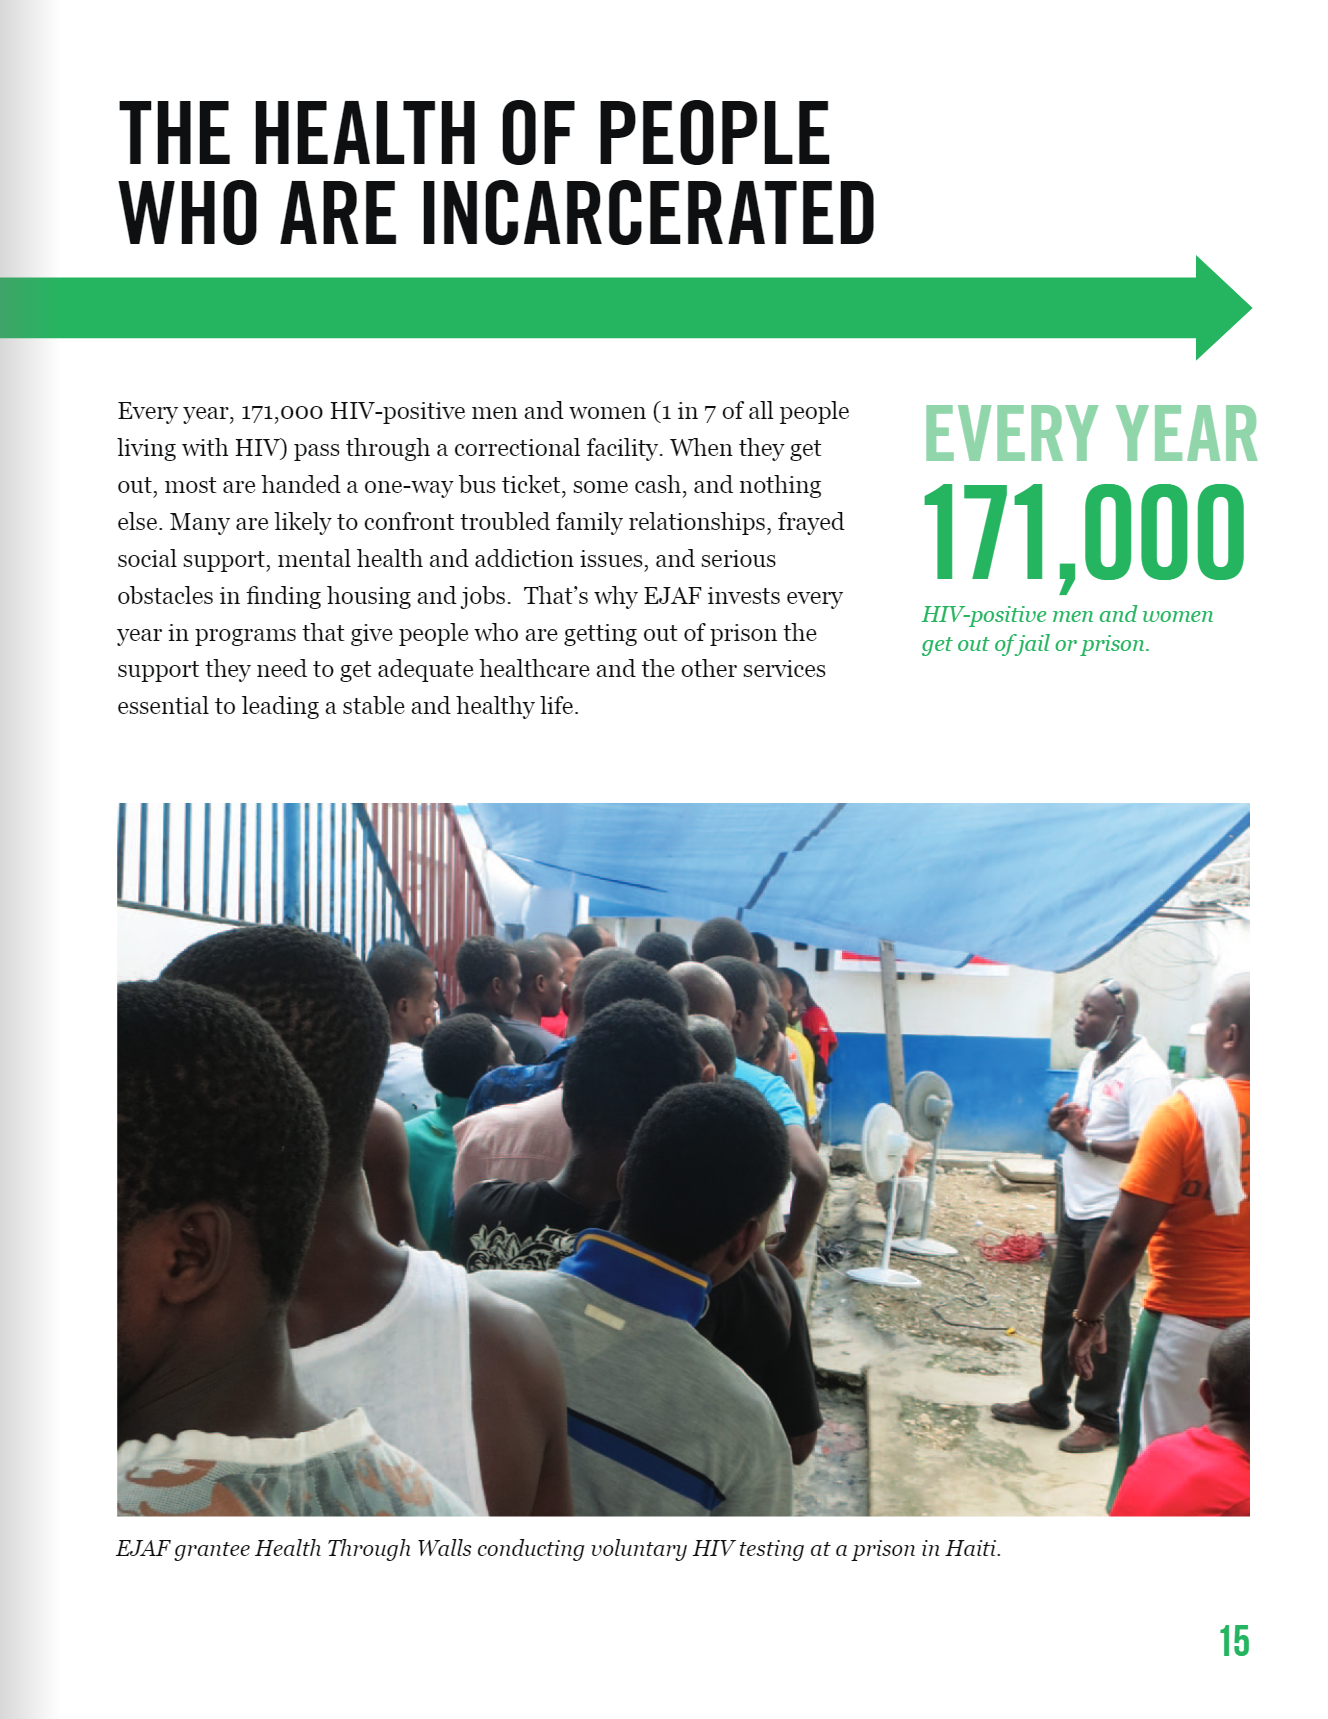 THE HEALTH OF PEOPLE
WHO ARE INCARCERATED
Every year, 171,000 HIV-positive men and women (1 in 7 of all people
living with HIV) pass through a correctional facility. When they get
out, most are handed a one-way bus ticket, some cash, and nothing
else. Many are likely to confront troubled family relationships, frayed
social support, mental health and addiction issues, and serious
obstacles in finding housing and jobs.  That’s why EJAF invests every
year in programs that give people who are getting out of prison the
support they need to get adequate healthcare and the other services
essential to leading a stable and healthy life.
EVERY YEAR
171,000
HIV-positive men and women
get out of jail or prison.
EJAF grantee Health Through Walls conducting voluntary HIV testing at a prison in Haiti.
15